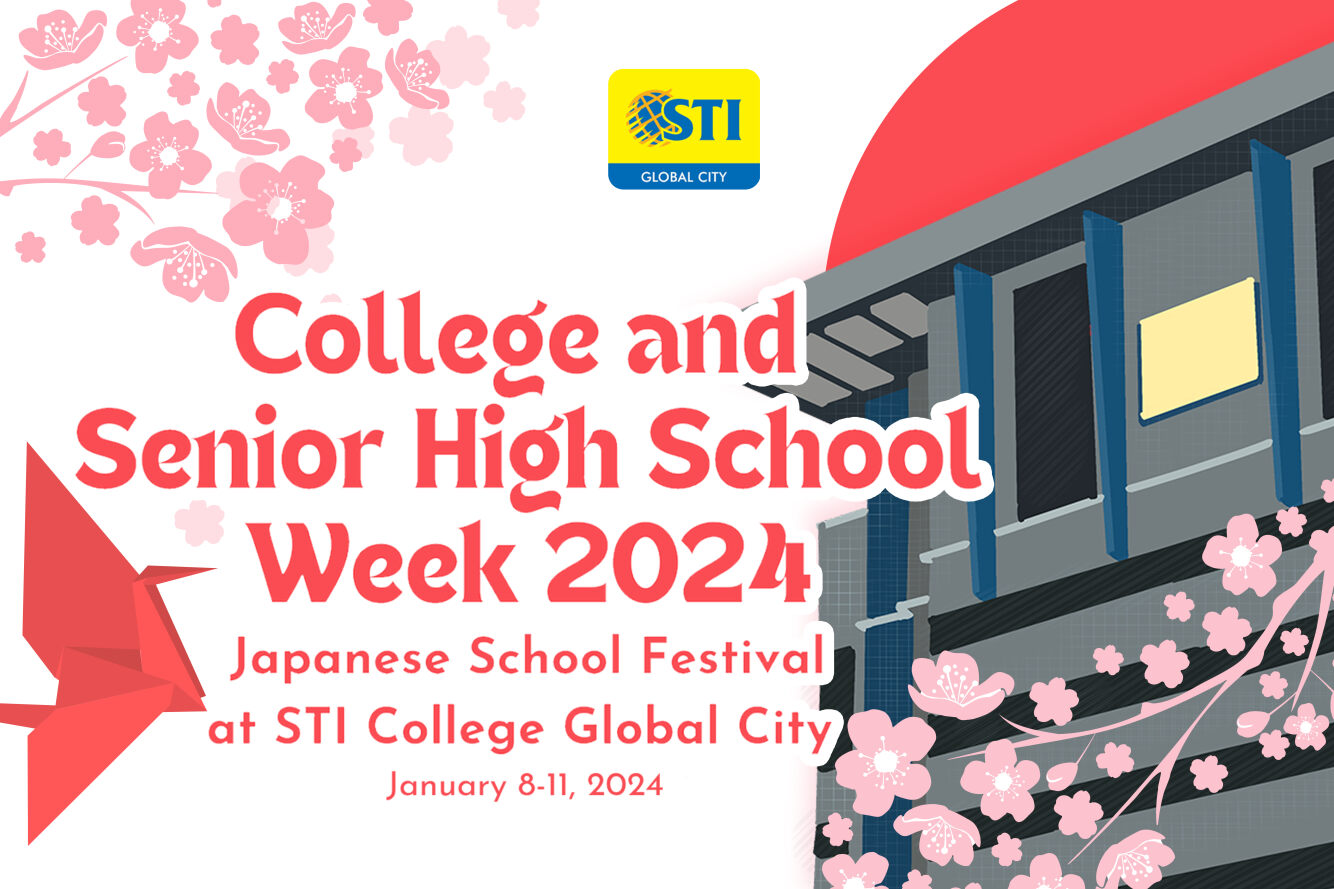 STI
GLOBAL CITY
College and
Senior High School
Week 2024
Japanese School Festival
at STI College Global City
January 8-11, 2024